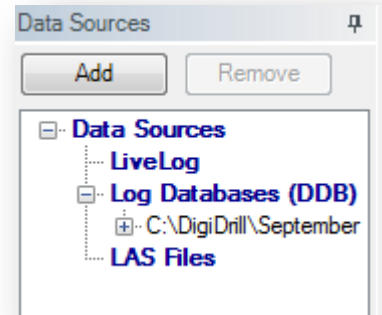 Data Sources
Add Remove
Data Sources
LiveLog
Log Databases (DDB)
C:\DigiDrill\September
LAS Files